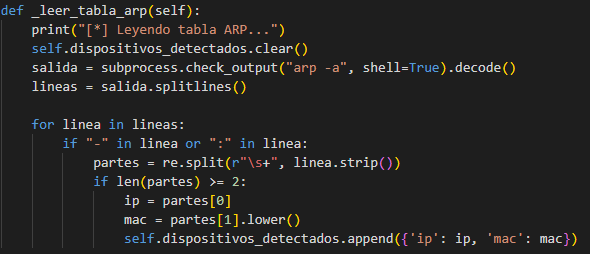 def _leer_tabla_arp(self):
    print("[*] Leyendo tabla ARP...")
    self.dispositivos_detectados.clear()
    salida = subprocess.check_output("arp -a", shell=True).decode()
    lineas = salida.splitlines()

    for linea in lineas:
        if "-" in linea or ":" in linea:
            partes = re.split(r"\s+", linea.strip())
            if len(partes) >= 2:
                ip = partes[0]
                mac = partes[1].lower()
                self.dispositivos_detectados.append({'ip': ip, 'mac': mac})